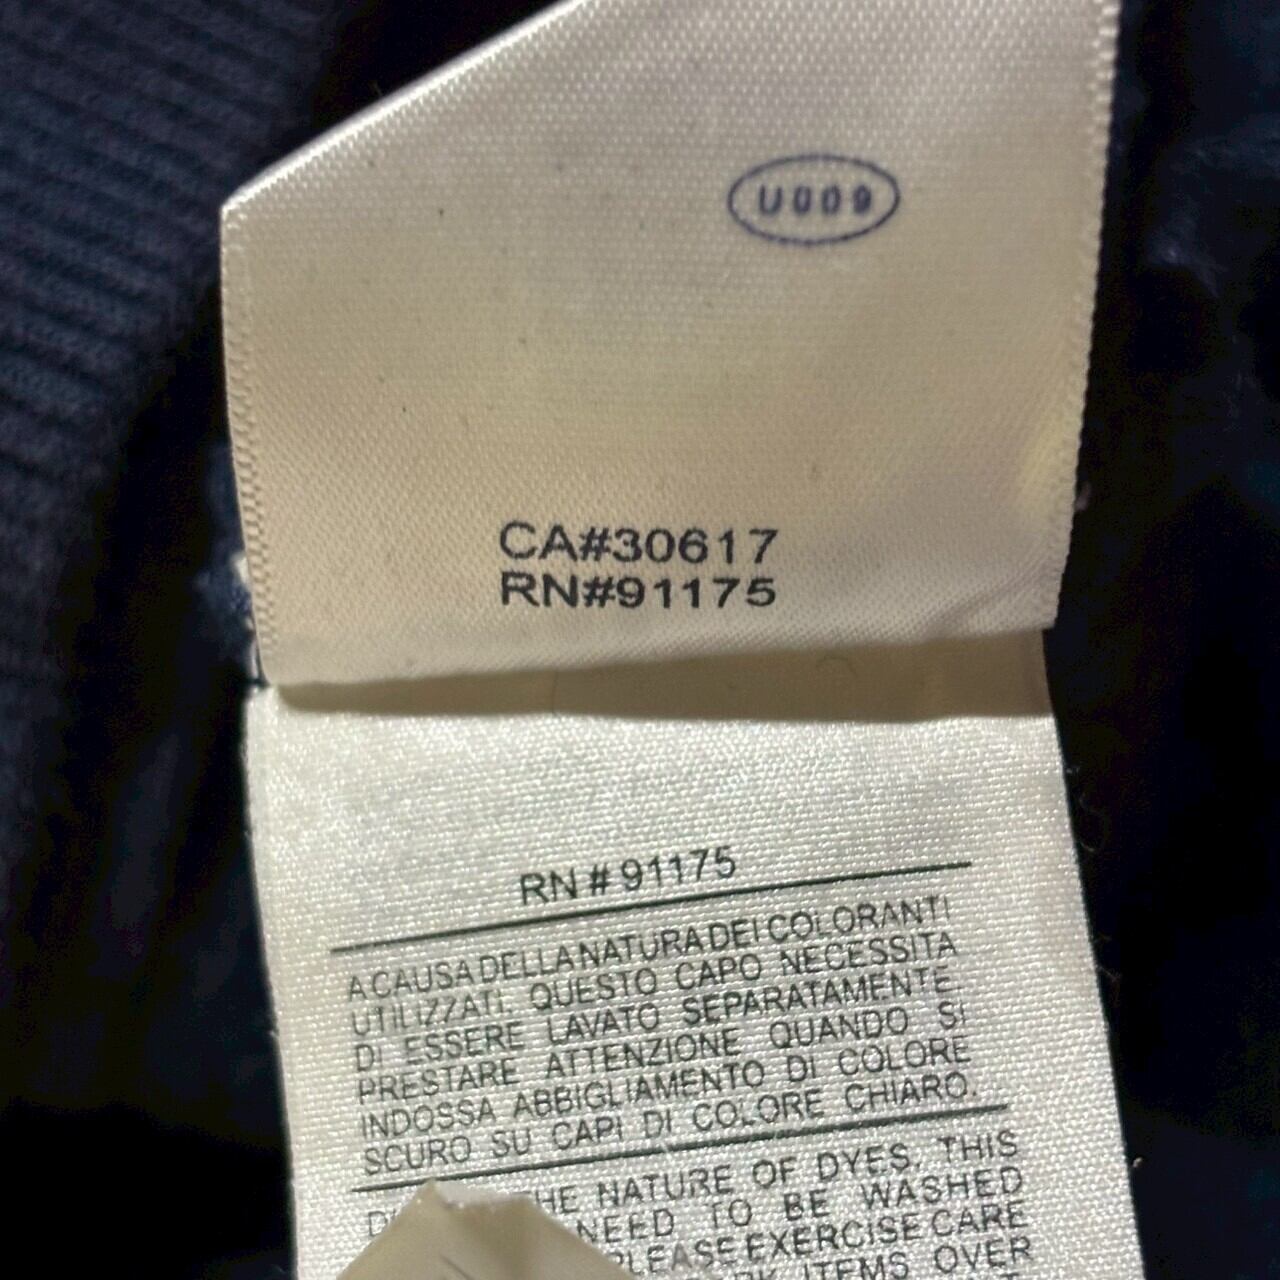 U009
CA#30617
RN#91175
RN # 91175
A CAUSA DELLA NATURA DEI COLORANTI
UTILIZZATI, QUESTO CAPO NECESSITA
DI ESSERE LAVATO SEPARATAMENTE.
PRESTARE ATTENZIONE QUANDO SI
INDOSSA ABBIGLIAMENTO DI COLORE
SCURO SU CAPI DI COLORE CHIARO.
NATURE OF DYES, THIS
NEED TO BE WASHED
PLEASE EXERCISE CARE
ITEMS OVER